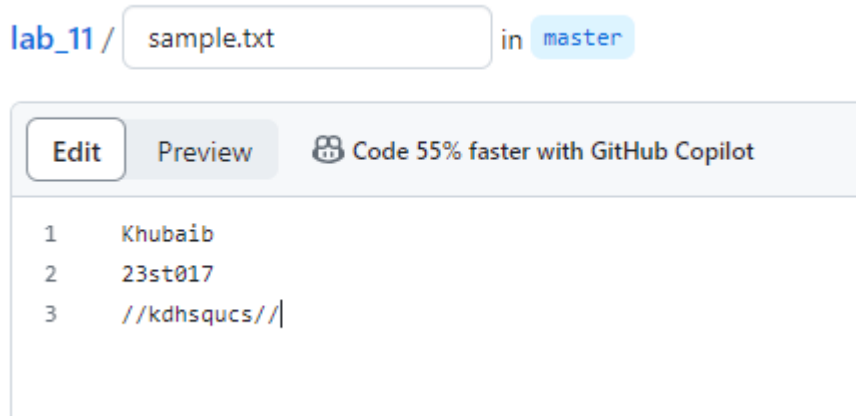 lab_11 / sample.txt in master
Edit Preview Code 55% faster with GitHub Copilot
1 Khubaib
2 23st017
3 //kdhsqucs//